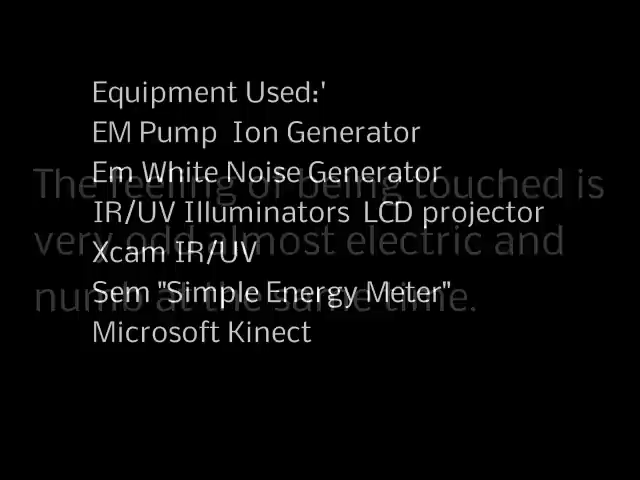 Equipment Used:'
EM Pump  Ion Generator
Em White Noise Generator
IR/UV Illuminators  LCD projector
Xcam IR/UV
Sem "Simple Energy Meter"
Microsoft Kinect
The feeling of being touched is
very odd almost electric and
numb at the same time.